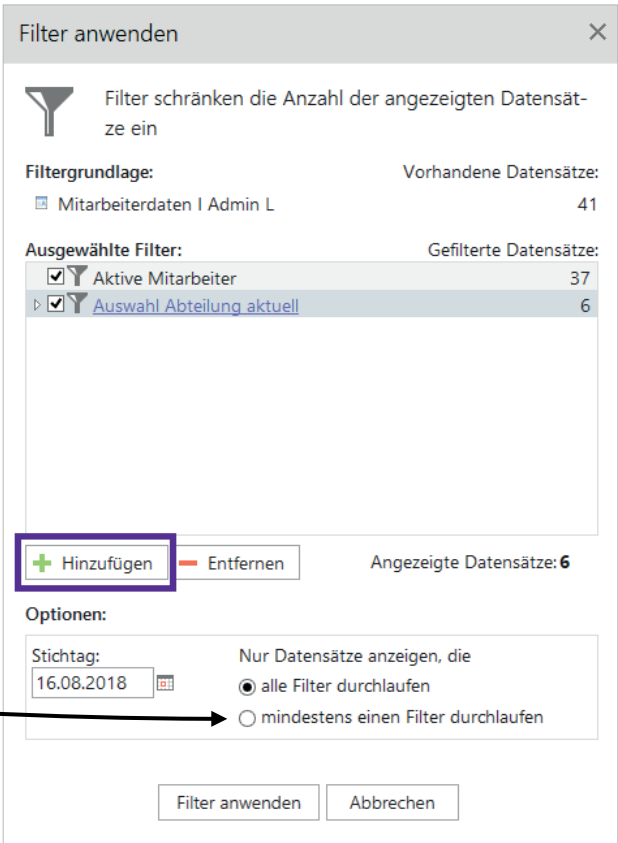 Filter anwenden
Filter schränken die Anzahl der angezeigten Datensät-
ze ein
Filtergrundlage: Vorhandene Datensätze:
Mitarbeiterdaten I Admin L 41
Ausgewählte Filter: Gefilterte Datensätze:
Aktive Mitarbeiter 37
Auswahl Abteilung aktuell 6
Hinzufügen Entfernen Angezeigte Datensätze: 6
Optionen:
Stichtag: Nur Datensätze anzeigen, die
16.08.2018 alle Filter durchlaufen
mindestens einen Filter durchlaufen
Filter anwenden Abbrechen